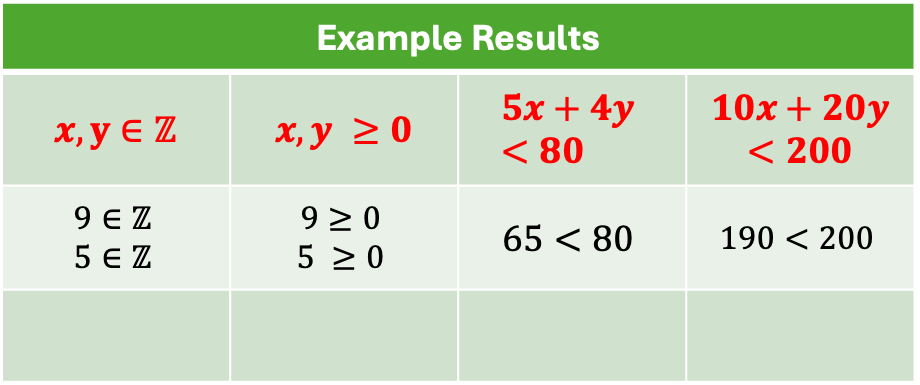 Example Results
x, y ∈ ℤ
x, y ≥ 0
5x + 4y
< 80
10x + 20y
< 200
9 ∈ ℤ
5 ∈ ℤ
9 ≥ 0
5 ≥ 0
65 < 80
190 < 200